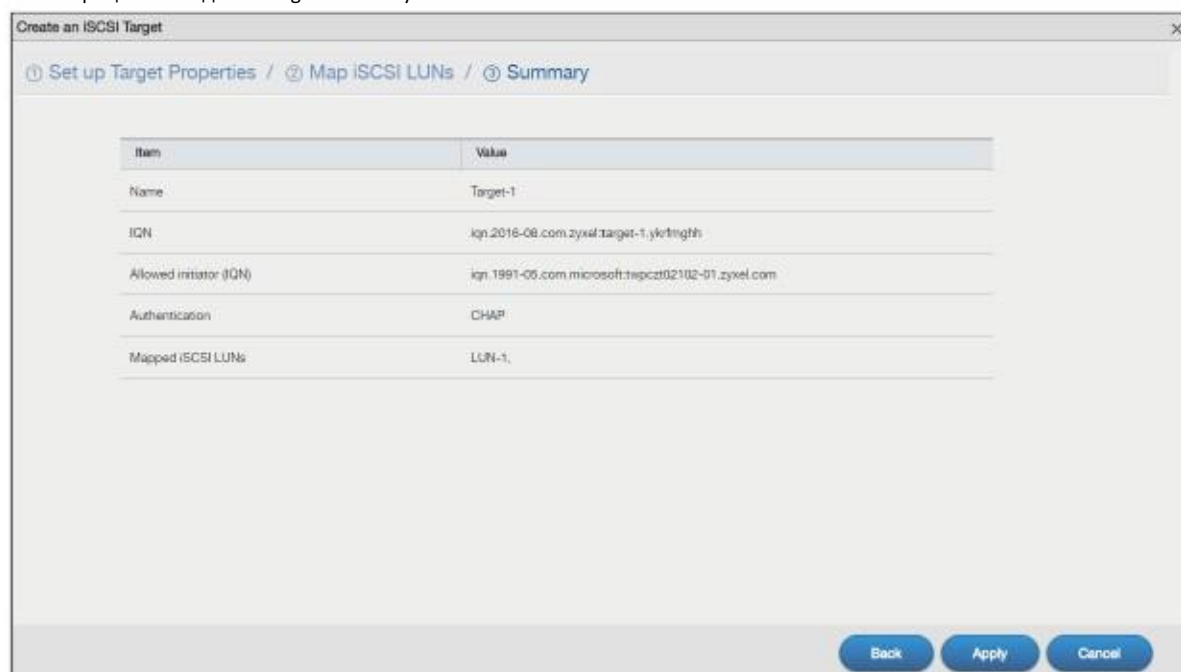 Create an iSCSI Target ×
① Set up Target Properties / ② Map iSCSI LUNs / ③ Summary
Item Value
Name Target-1
IQN iqn.2016-08.com.zyxel:target-1.ykrfmghh
Allowed initiator (IQN) iqn.1991-05.com.microsoft:twpczt02102-01.zyxel.com
Authentication CHAP
Mapped iSCSI LUNs LUN-1,
Back Apply Cancel